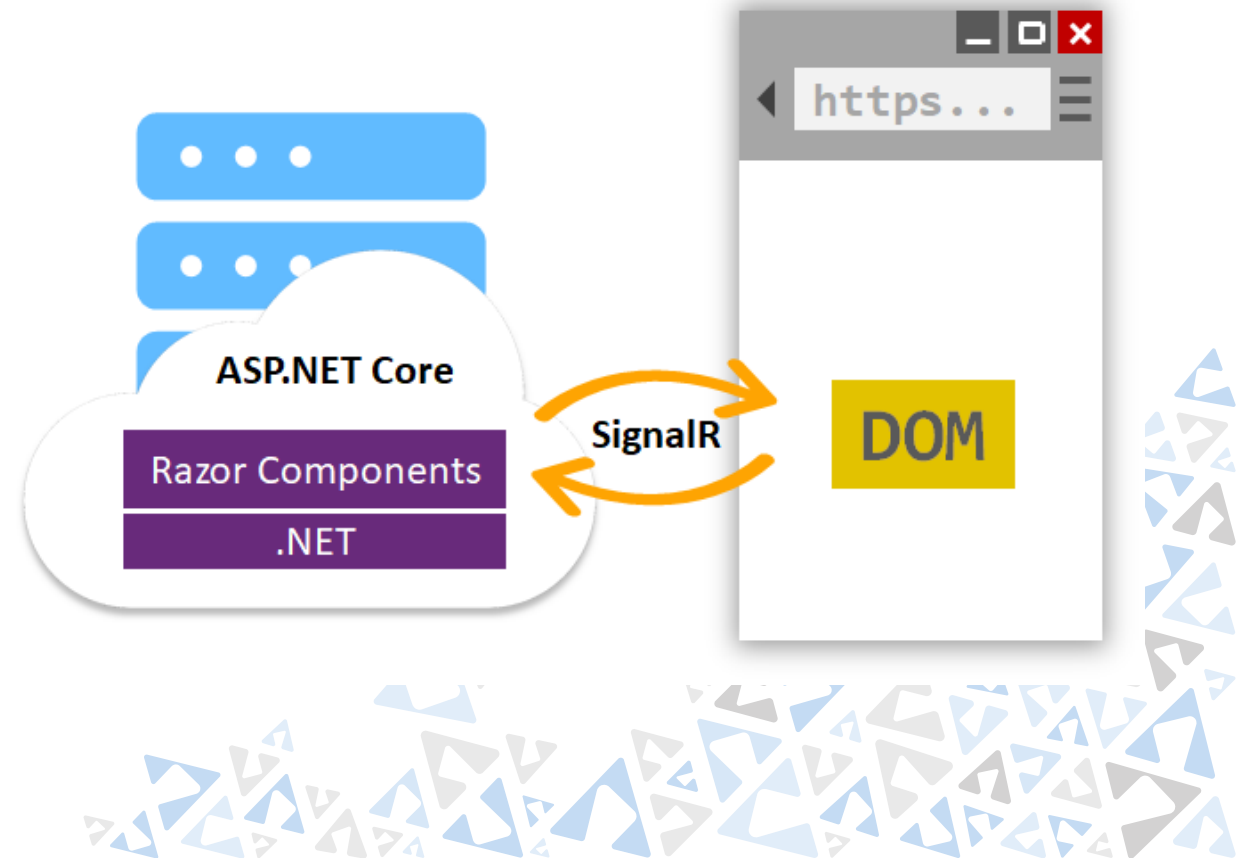 https...
ASP.NET Core
SignalR
DOM
Razor Components
.NET